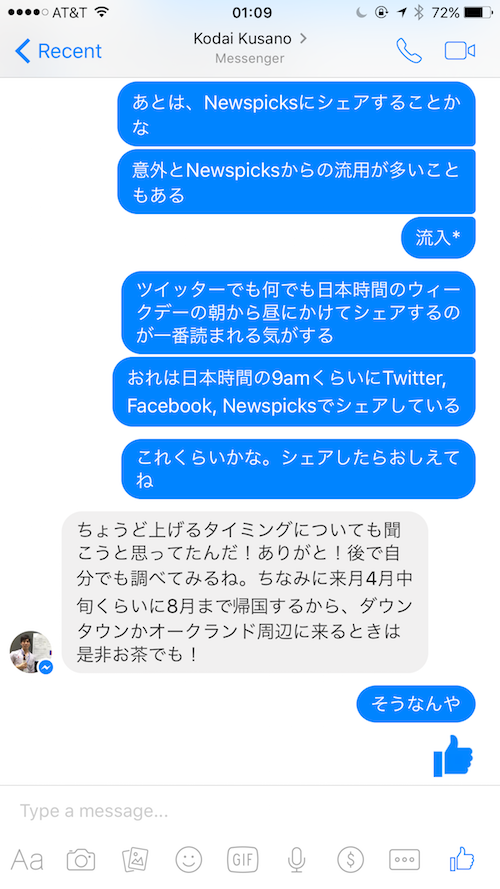 AT&T 01:09 72%
Recent Kodai Kusano
Messenger
あとは、Newspicksにシェアすることか
な
意外とNewspicksからの流用が多いこと
もある
流入*
ツイッターでも何でも日本時間のウィー
クデーの朝から昼にかけてシェアするの
が一番読まれる気がする
おれは日本時間の9amくらいにTwitter,
Facebook, Newspicksでシェアしている
これくらいかな。シェアしたらおしえて
ね
ちょうど上げるタイミングについても聞
こうと思ってたんだ！ありがと！後で自
分でも調べてみるね。ちなみに来月4月中
旬くらいに8月まで帰国するから、ダウン
タウンかオークランド周辺に来るときは
是非お茶でも！
そうなんや
Type a message...
Aa GIF $